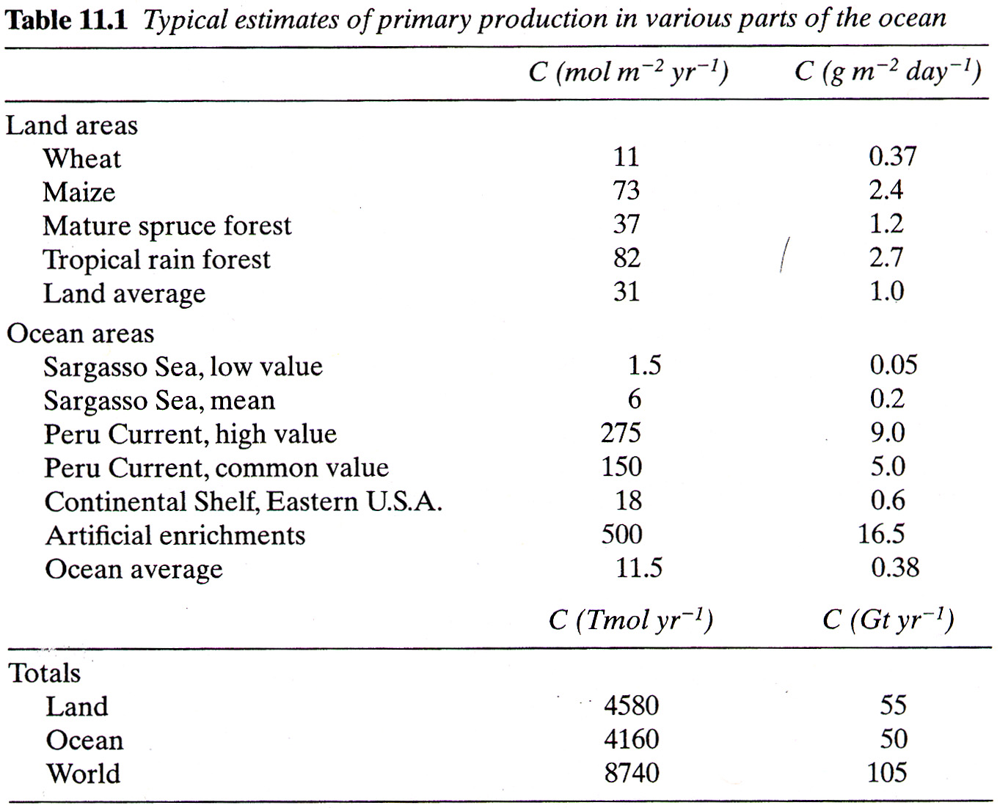 Table 11.1 Typical estimates of primary production in various parts of the ocean
C (mol m⁻² yr⁻¹) C (g m⁻² day⁻¹)
Land areas
Wheat 11 0.37
Maize 73 2.4
Mature spruce forest 37 1.2
Tropical rain forest 82 2.7
Land average 31 1.0
Ocean areas
Sargasso Sea, low value 1.5 0.05
Sargasso Sea, mean 6 0.2
Peru Current, high value 275 9.0
Peru Current, common value 150 5.0
Continental Shelf, Eastern U.S.A. 18 0.6
Artificial enrichments 500 16.5
Ocean average 11.5 0.38
C (Tmol yr⁻¹) C (Gt yr⁻¹)
Totals
Land 4580 55
Ocean 4160 50
World 8740 105